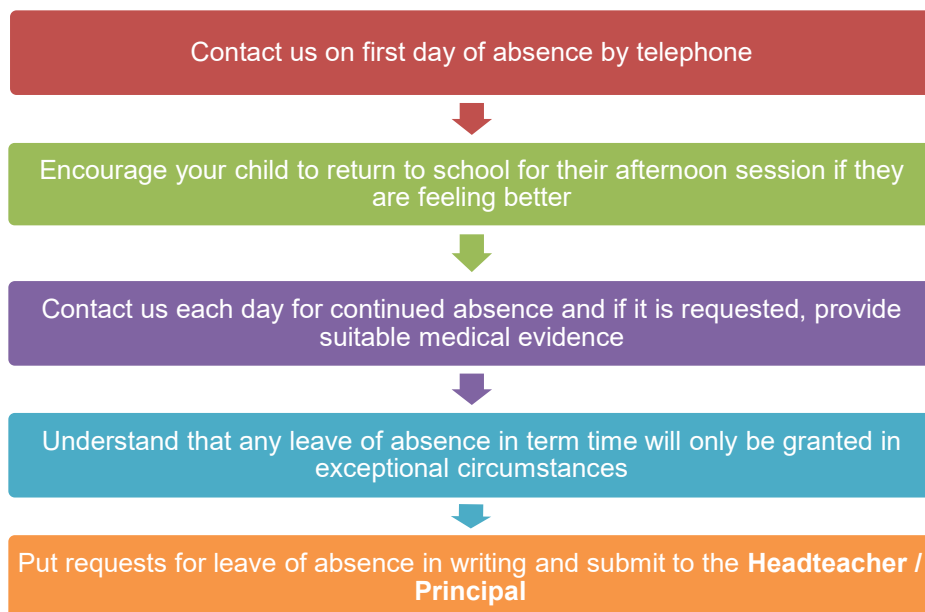 Contact us on first day of absence by telephone
Encourage your child to return to school for their afternoon session if they
are feeling better
Contact us each day for continued absence and if it is requested, provide
suitable medical evidence
Understand that any leave of absence in term time will only be granted in
exceptional circumstances
Put requests for leave of absence in writing and submit to the Headteacher /
Principal